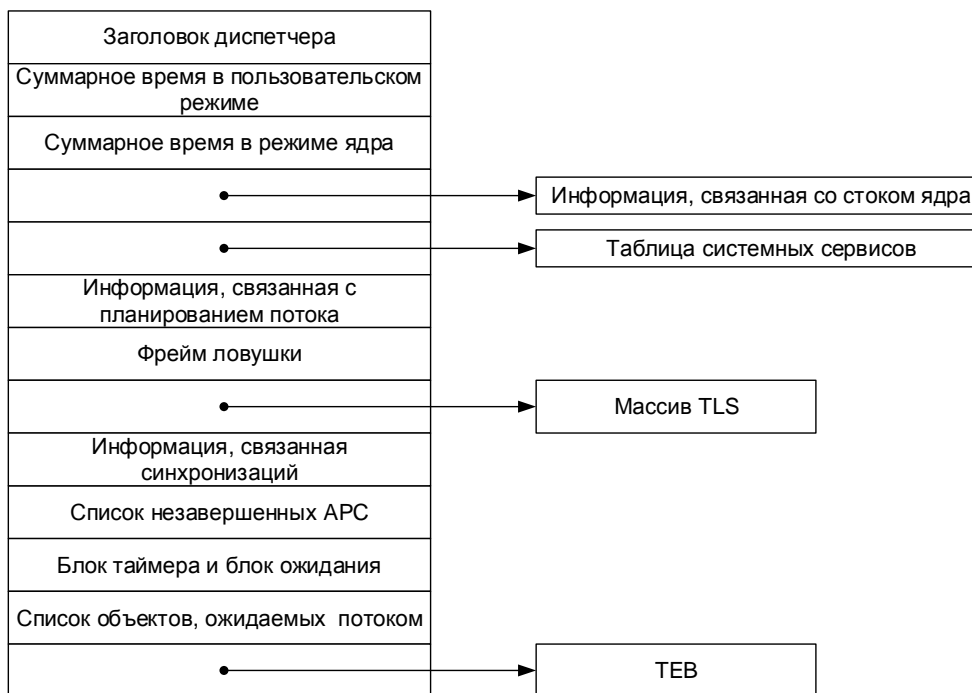 Заголовок диспетчера
Суммарное время в пользовательском
режиме
Суммарное время в режиме ядра
Информация, связанная со стоком ядра
Таблица системных сервисов
Информация, связанная с
планированием потока
Фрейм ловушки
Массив TLS
Информация, связанная
синхронизаций
Список незавершенных APC
Блок таймера и блок ожидания
Список объектов, ожидаемых потоком
TEB